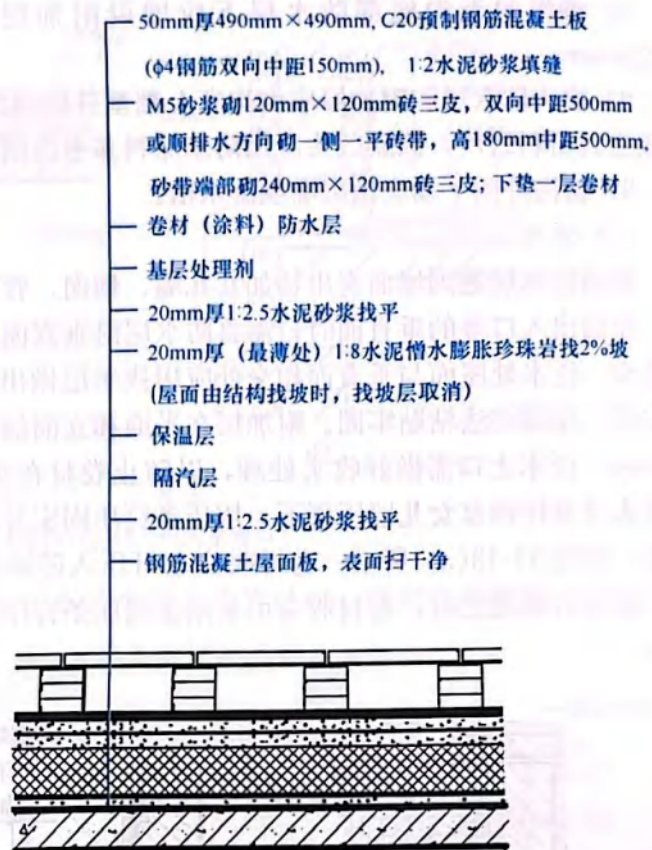 50mm厚490mm×490mm, C20预制钢筋混凝土板
(ϕ4钢筋双向中距150mm), 1∶2水泥砂浆填缝
M5砂浆砌120mm×120mm砖三皮，双向中距500mm
或顺排水方向砌一侧一平砖带，高180mm中距500mm,
砂带端部砌240mm×120mm砖三皮; 下垫一层卷材
卷材（涂料）防水层
基层处理剂
20mm厚1∶2.5水泥砂浆找平
20mm厚（最薄处）1∶8水泥憎水膨胀珍珠岩找2%坡
(屋面由结构找坡时，找坡层取消)
保温层
隔汽层
20mm厚1∶2.5水泥砂浆找平
钢筋混凝土屋面板，表面扫干净